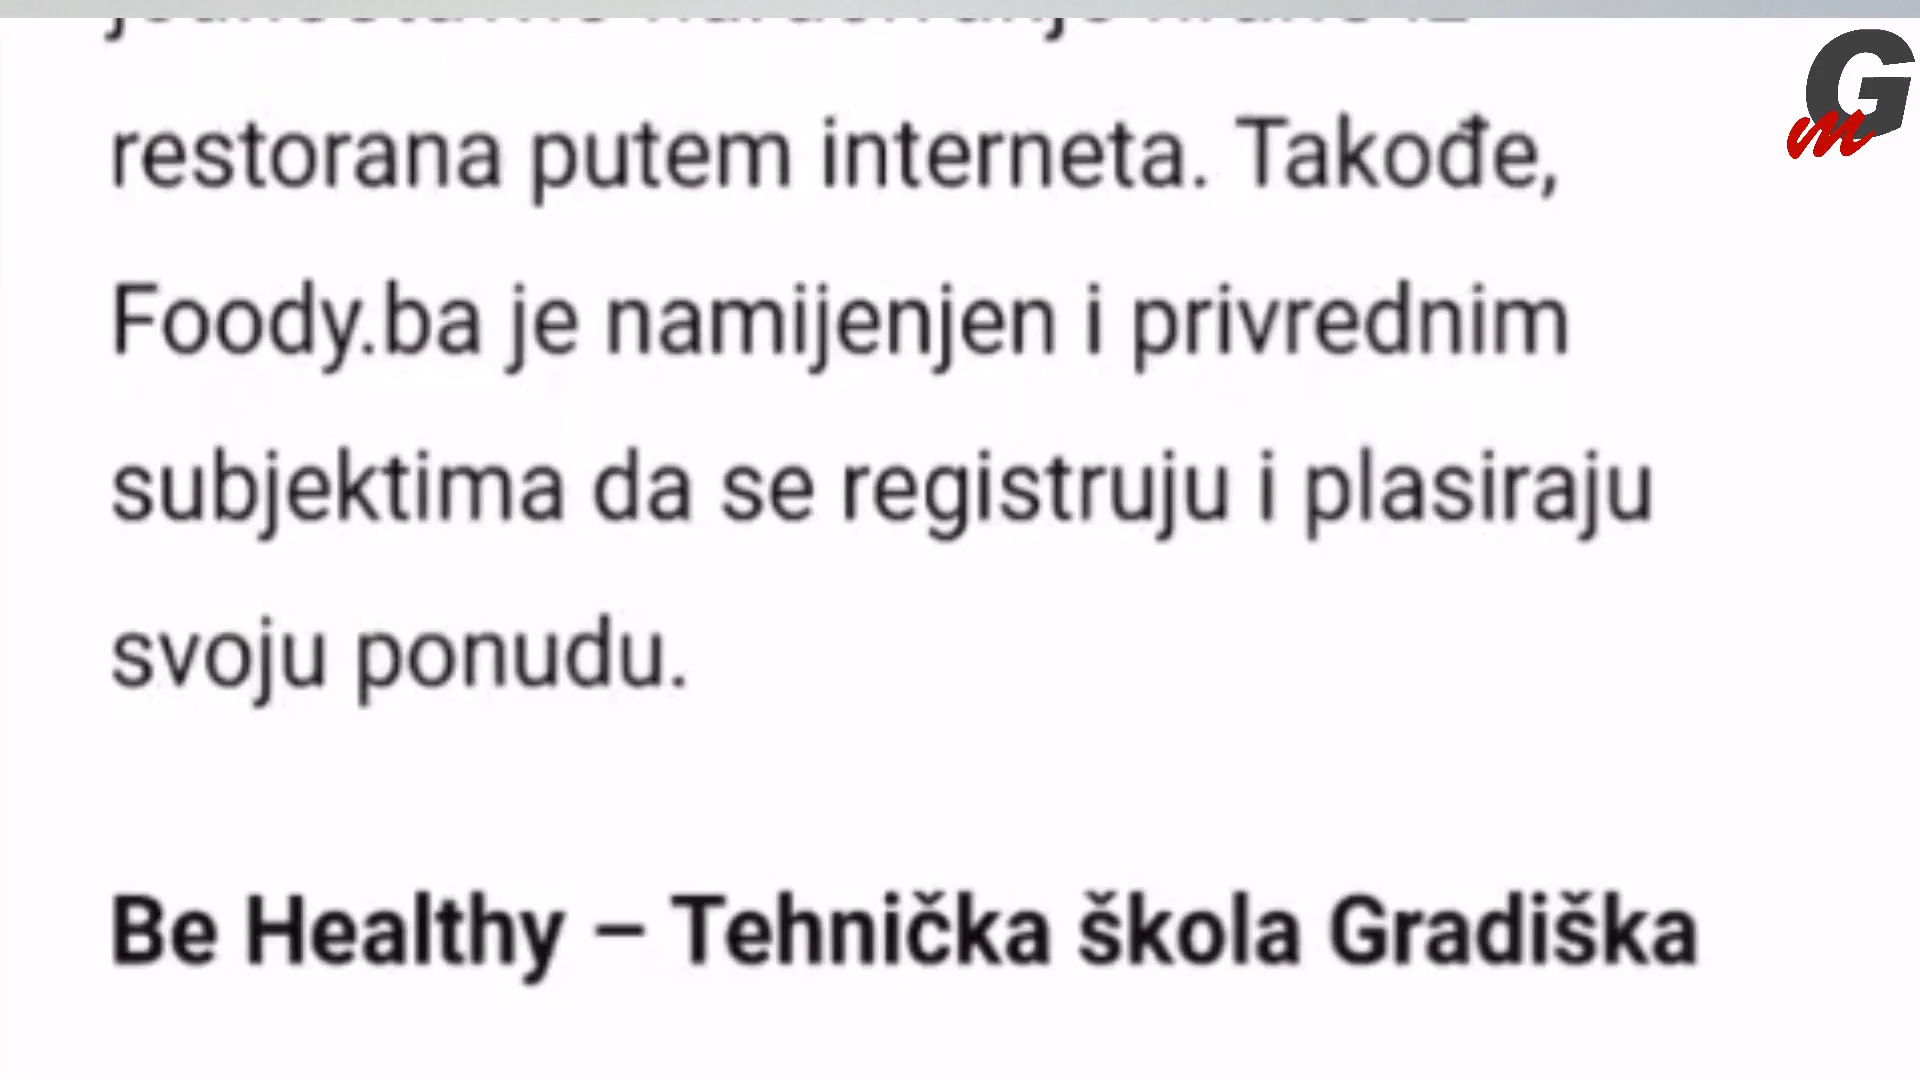 restorana putem interneta. Takođe,
Foody.ba je namijenjen i privrednim
subjektima da se registruju i plasiraju
svoju ponudu.
Be Healthy – Tehnička škola Gradiška
Gm